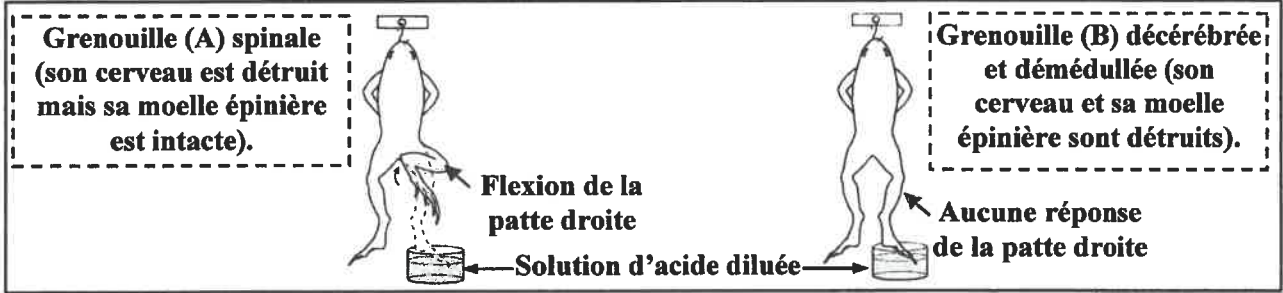 Grenouille (A) spinale
(son cerveau est détruit
mais sa moelle épinière
est intacte).
Flexion de la
patte droite
Solution d'acide diluée
Grenouille (B) décérébrée
et démédullée (son
cerveau et sa moelle
épinière sont détruits).
Aucune réponse
de la patte droite